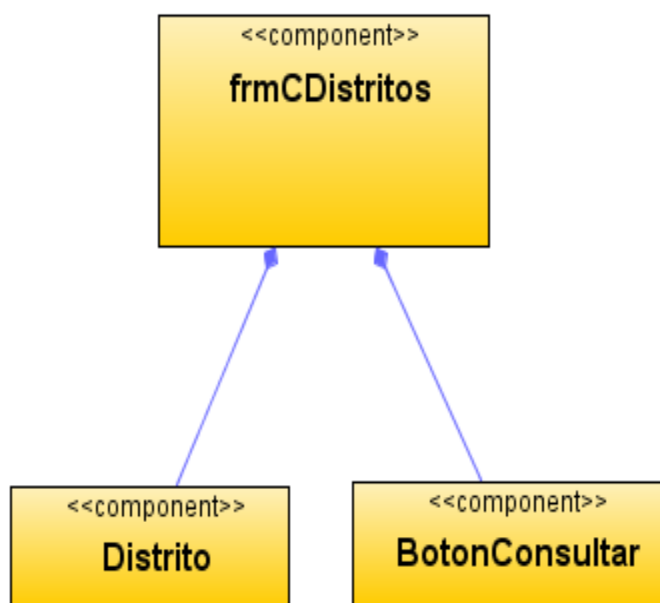 <<component>>
frmCDistritos
<<component>>
Distrito
<<component>>
BotonConsultar